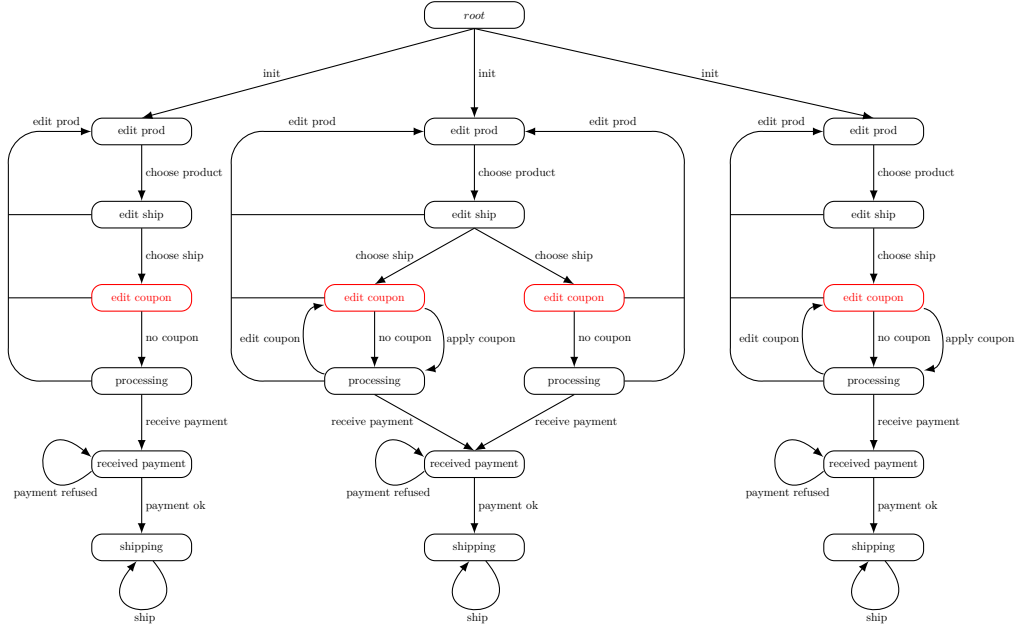 root
init
init
init
edit prod
edit prod
edit prod
edit prod
edit prod
edit prod
edit prod
edit prod
choose product
choose product
choose product
edit ship
edit ship
edit ship
choose ship
choose ship
choose ship
choose ship
edit coupon
edit coupon
edit coupon
edit coupon
no coupon
edit coupon
no coupon
apply coupon
no coupon
edit coupon
no coupon
apply coupon
processing
processing
processing
processing
receive payment
receive payment
receive payment
receive payment
received payment
received payment
received payment
payment refused
payment refused
payment refused
payment ok
payment ok
payment ok
shipping
shipping
shipping
ship
ship
ship